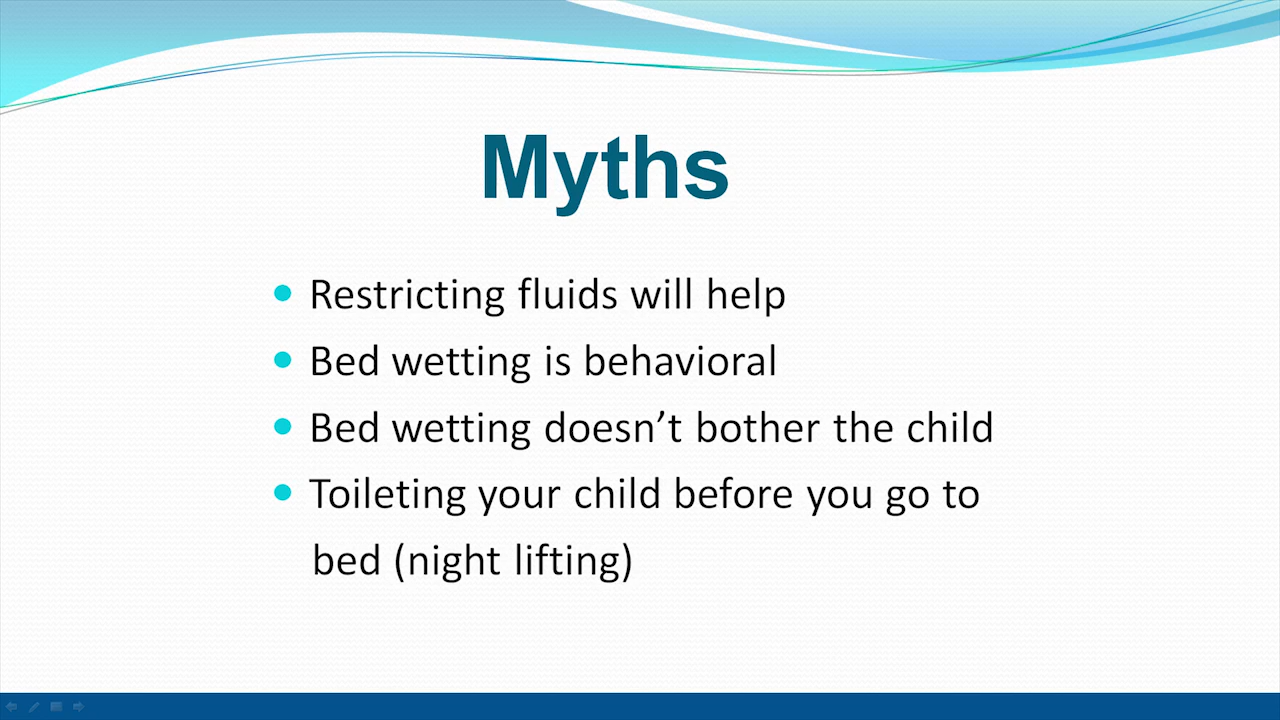 Myths
• Restricting fluids will help
• Bed wetting is behavioral
• Bed wetting doesn’t bother the child
• Toileting your child before you go to
bed (night lifting)